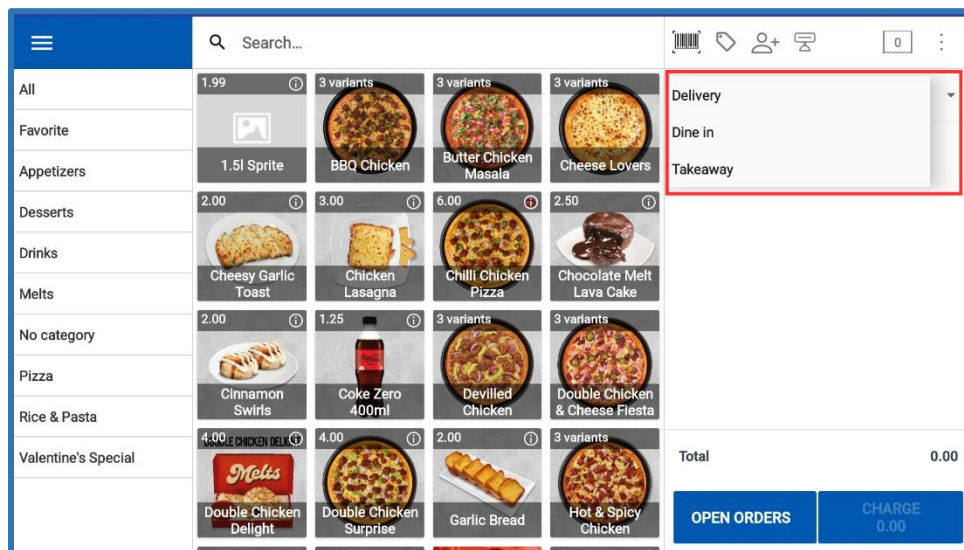 Search...
0
All
Favorite
Appetizers
Desserts
Drinks
Melts
No category
Pizza
Rice & Pasta
Valentine's Special
1.99
1.5l Sprite
3 variants
BBQ Chicken
3 variants
Butter Chicken
Masala
3 variants
Cheese Lovers
2.00
Cheesy Garlic
Toast
3.00
Chicken
Lasagna
6.00
Chilli Chicken
Pizza
2.50
Chocolate Melt
Lava Cake
2.00
Cinnamon
Swirls
1.25
Coke Zero
400ml
3 variants
Devilled
Chicken
3 variants
Double Chicken
& Cheese Fiesta
4.00
DOUBLE CHICKEN DELIGHT
Melts
Double Chicken
Delight
4.00
Double Chicken
Surprise
2.00
Garlic Bread
3 variants
Hot & Spicy
Chicken
Delivery
Dine in
Takeaway
Total 0.00
OPEN ORDERS
CHARGE
0.00